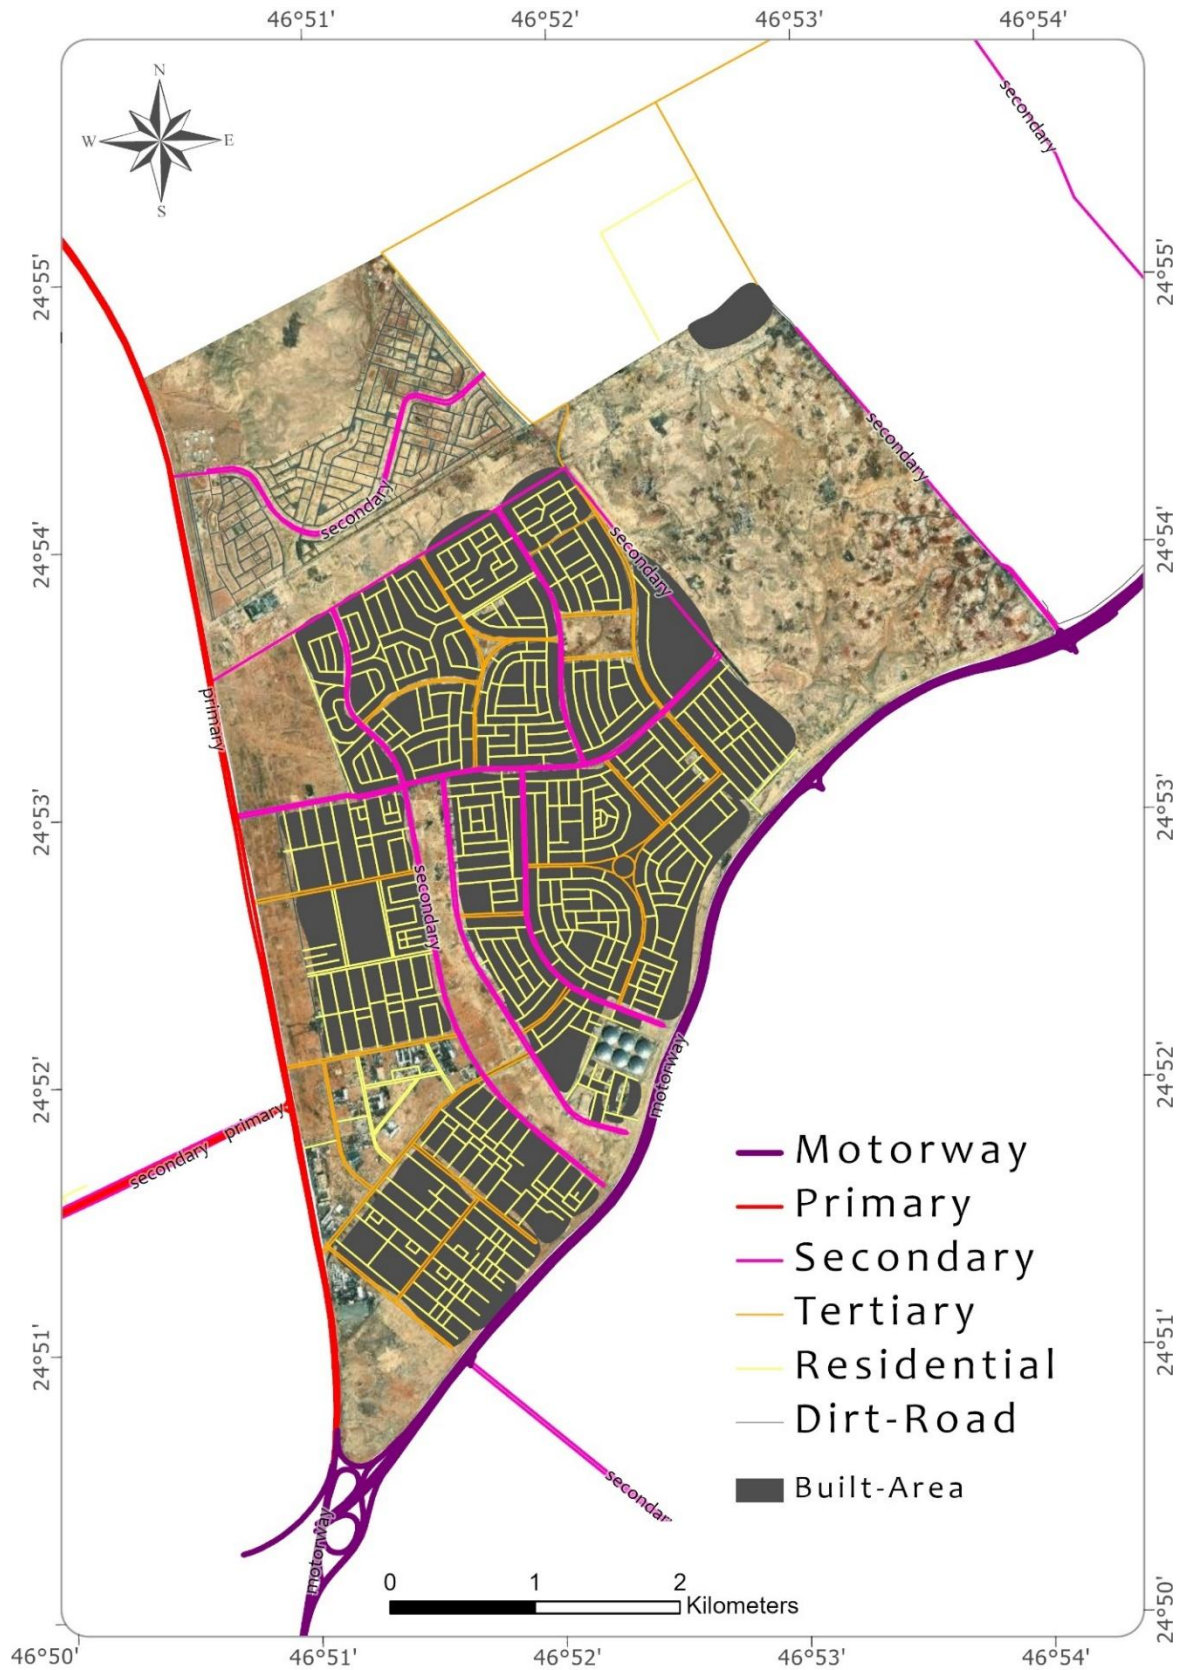 46°51' 46°52' 46°53' 46°54'
N
W E
S
secondary
24°55' 24°55'
secondary
secondary
24°54' secondary 24°54'
primary
24°53' 24°53'
secondary
24°52' motorway 24°52'
secondary primary
Motorway
Primary
Secondary
Tertiary
24°51' 24°51'
Residential
Dirt-Road
secondar
Built-Area
motorway
0 1 2
Kilometers
24°50'
46°50' 46°51' 46°52' 46°53' 46°54'